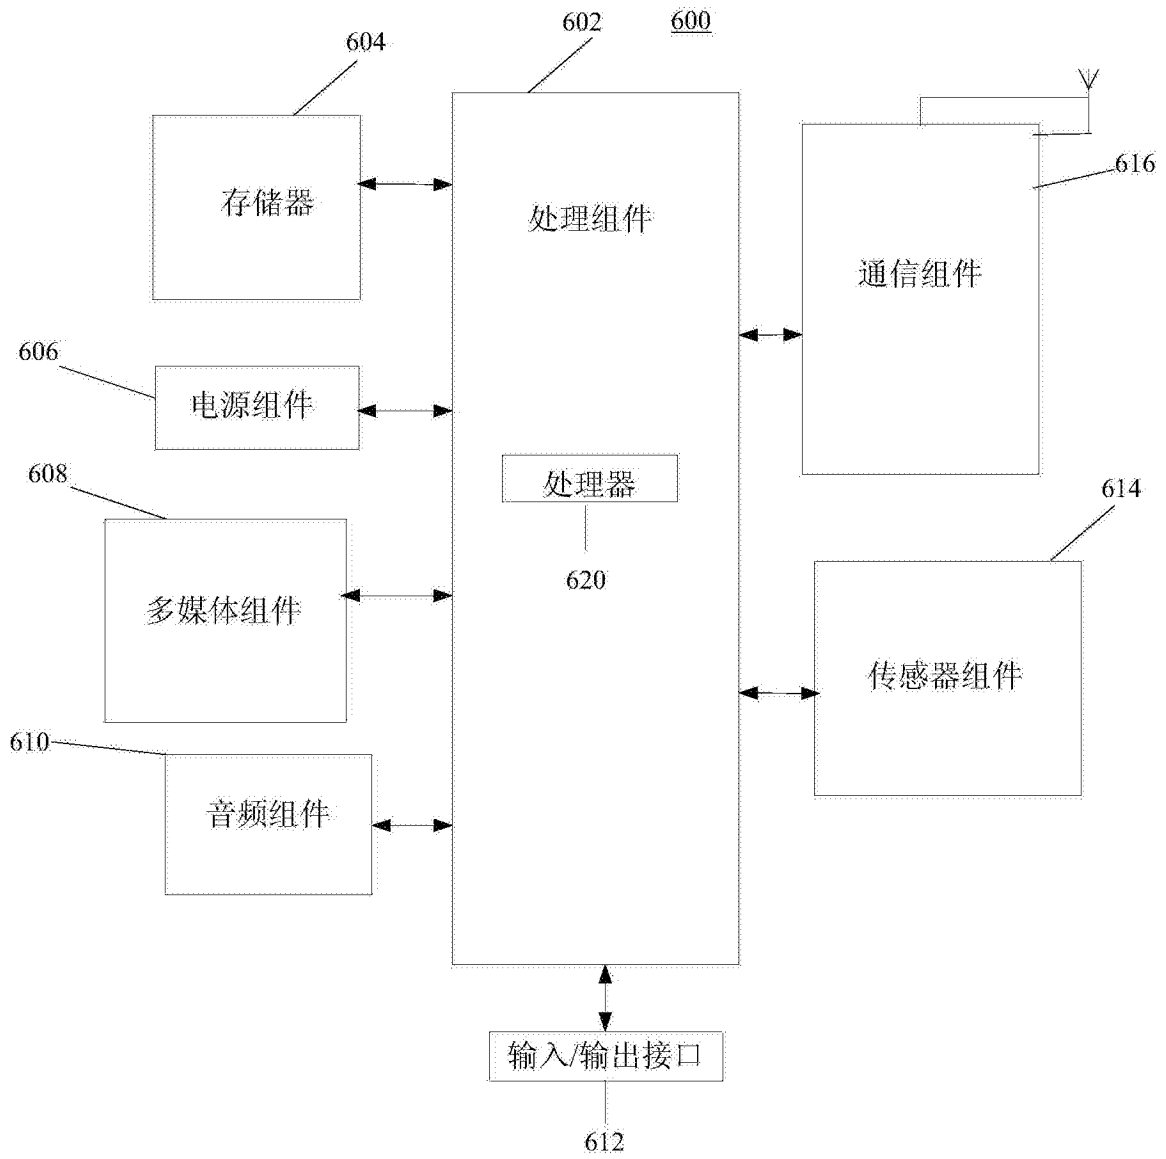 600
602
604
存储器
处理组件
616
通信组件
606
电源组件
608
处理器
614
620
多媒体组件
传感器组件
610
音频组件
输入/输出接口
612